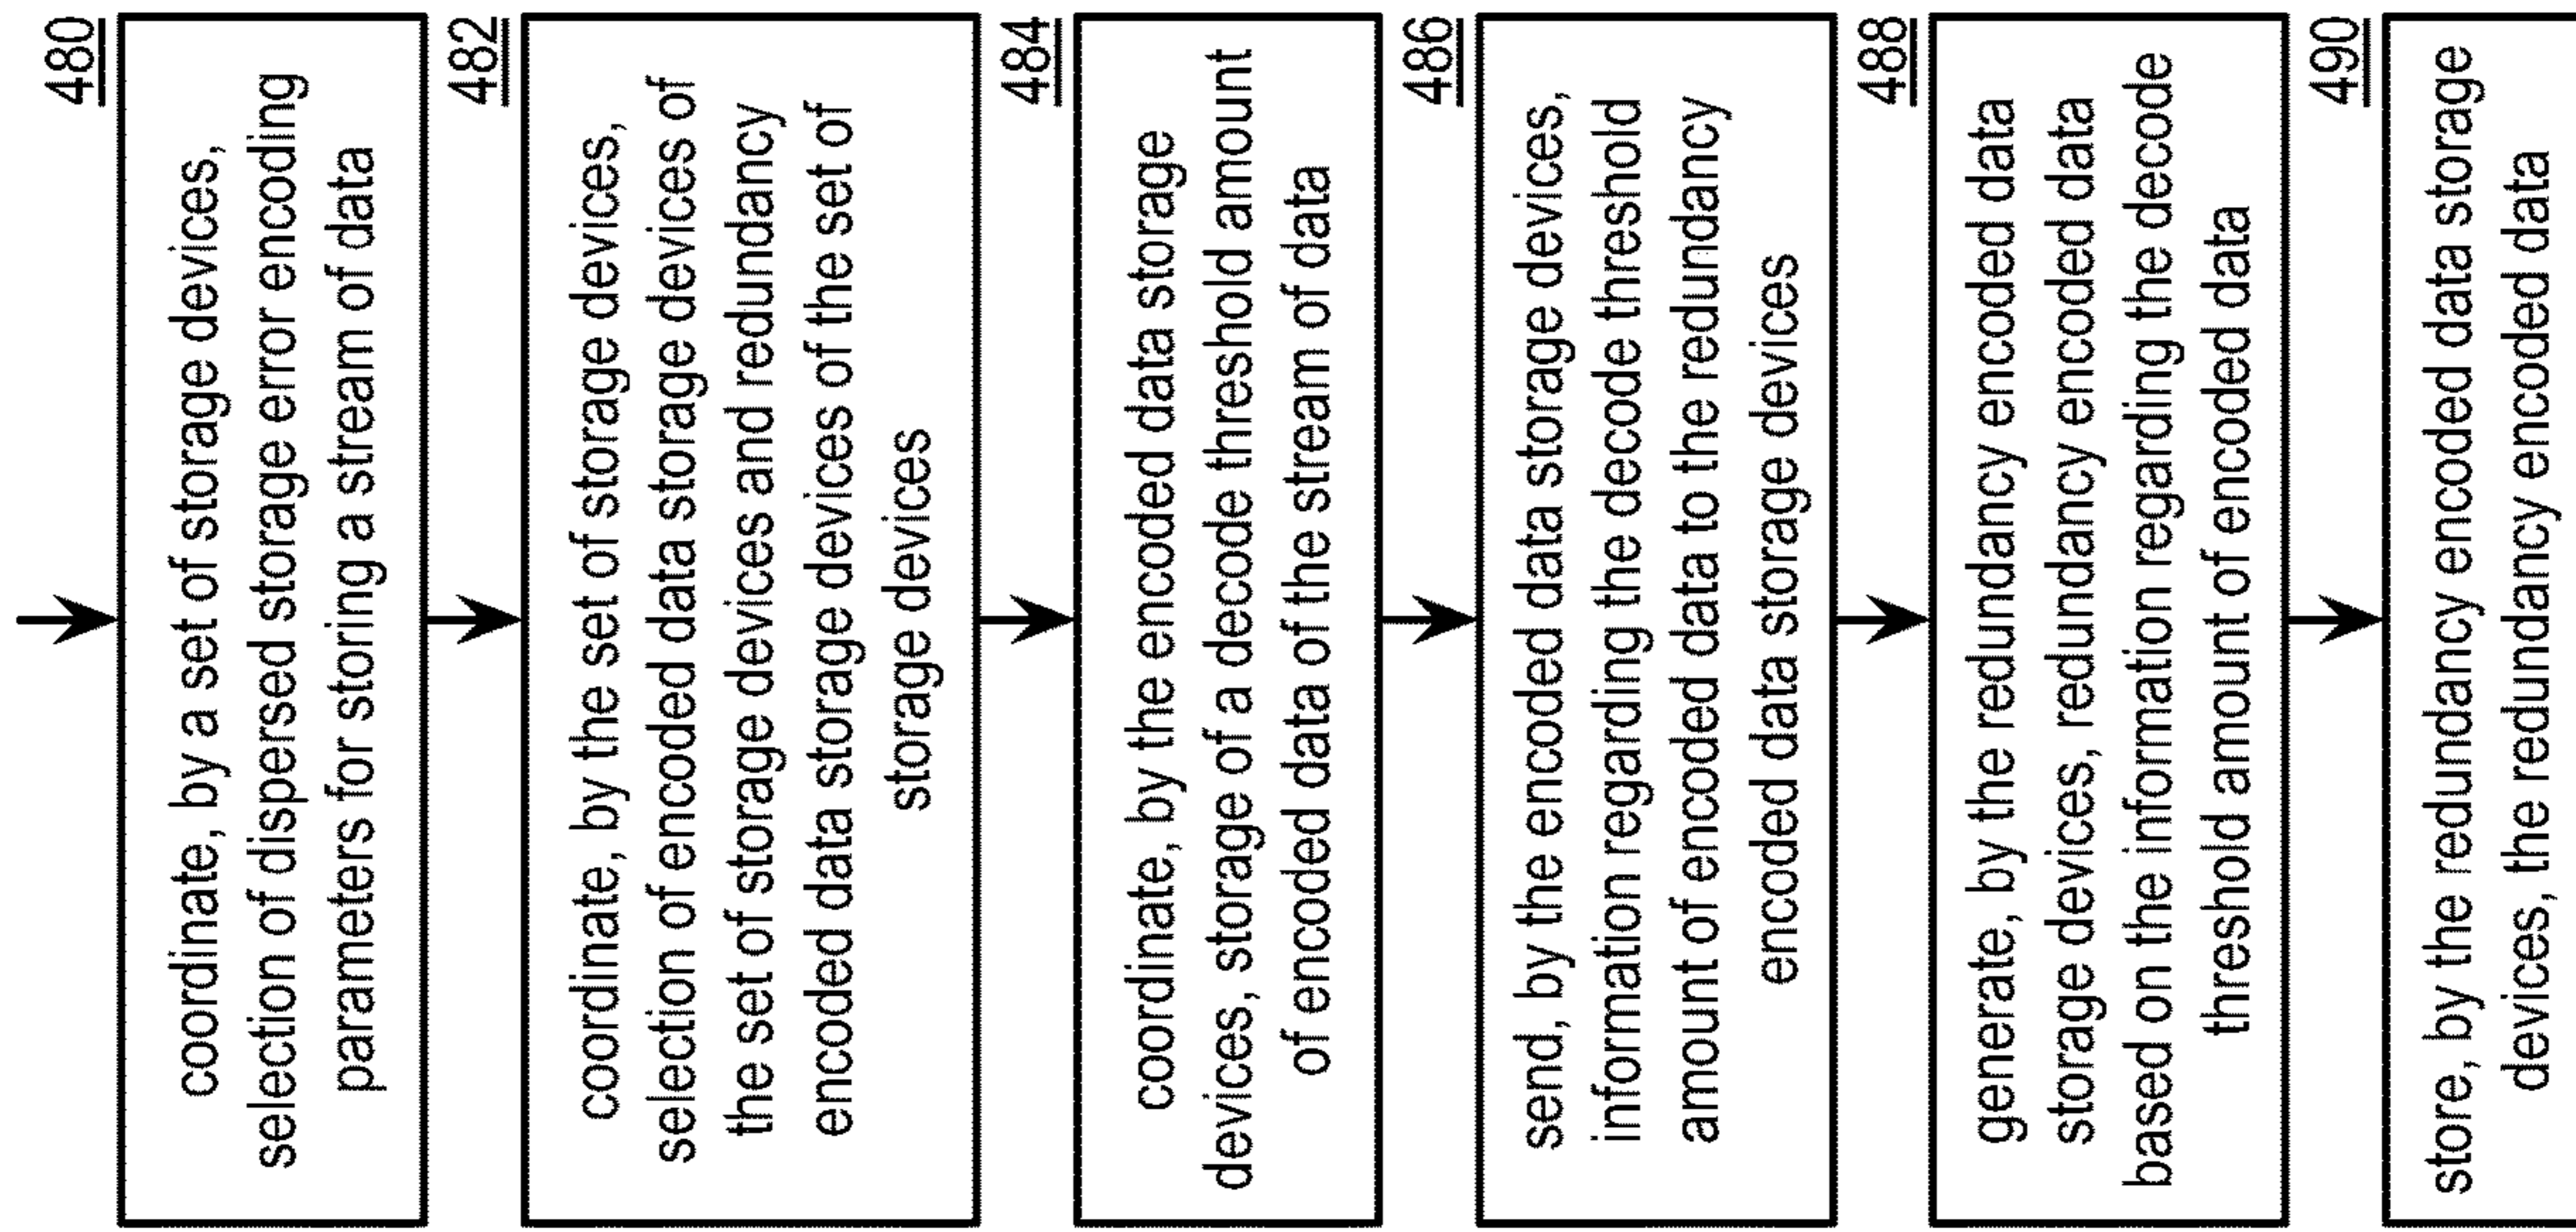 480
coordinate, by a set of storage devices,
selection of dispersed storage error encoding
parameters for storing a stream of data
482
coordinate, by the set of storage devices,
selection of encoded data storage devices of
the set of storage devices and redundancy
encoded data storage devices of the set of
storage devices
484
coordinate, by the encoded data storage
devices, storage of a decode threshold amount
of encoded data of the stream of data
486
send, by the encoded data storage devices,
information regarding the decode threshold
amount of encoded data to the redundancy
encoded data storage devices
488
generate, by the redundancy encoded data
storage devices, redundancy encoded data
based on the information regarding the decode
threshold amount of encoded data
490
store, by the redundancy encoded data storage
devices, the redundancy encoded data